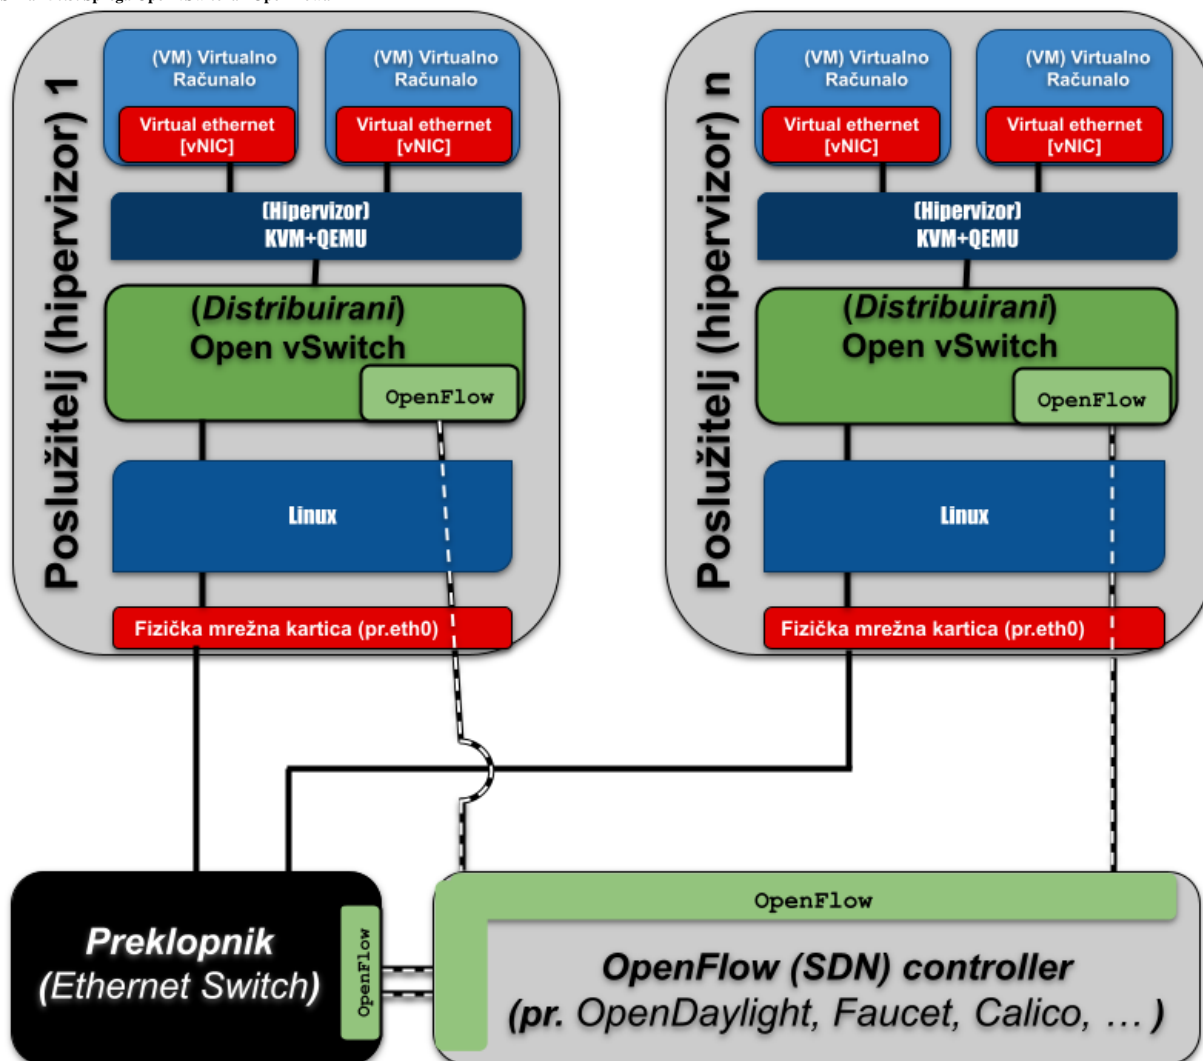 Poslužitelj (hipervizor) 1
(VM) Virtualno
Računalo
Virtual ethernet
[vNIC]
(VM) Virtualno
Računalo
Virtual ethernet
[vNIC]
(Hipervizor)
KVM+QEMU
(Distribuirani)
Open vSwitch
OpenFlow
Linux
Fizička mrežna kartica (pr.eth0)
Poslužitelj (hipervizor) n
(VM) Virtualno
Računalo
Virtual ethernet
[vNIC]
(VM) Virtualno
Računalo
Virtual ethernet
[vNIC]
(Hipervizor)
KVM+QEMU
(Distribuirani)
Open vSwitch
OpenFlow
Linux
Fizička mrežna kartica (pr.eth0)
Preklopnik
(Ethernet Switch)
OpenFlow
OpenFlow
OpenFlow (SDN) controller
(pr. OpenDaylight, Faucet, Calico, … )